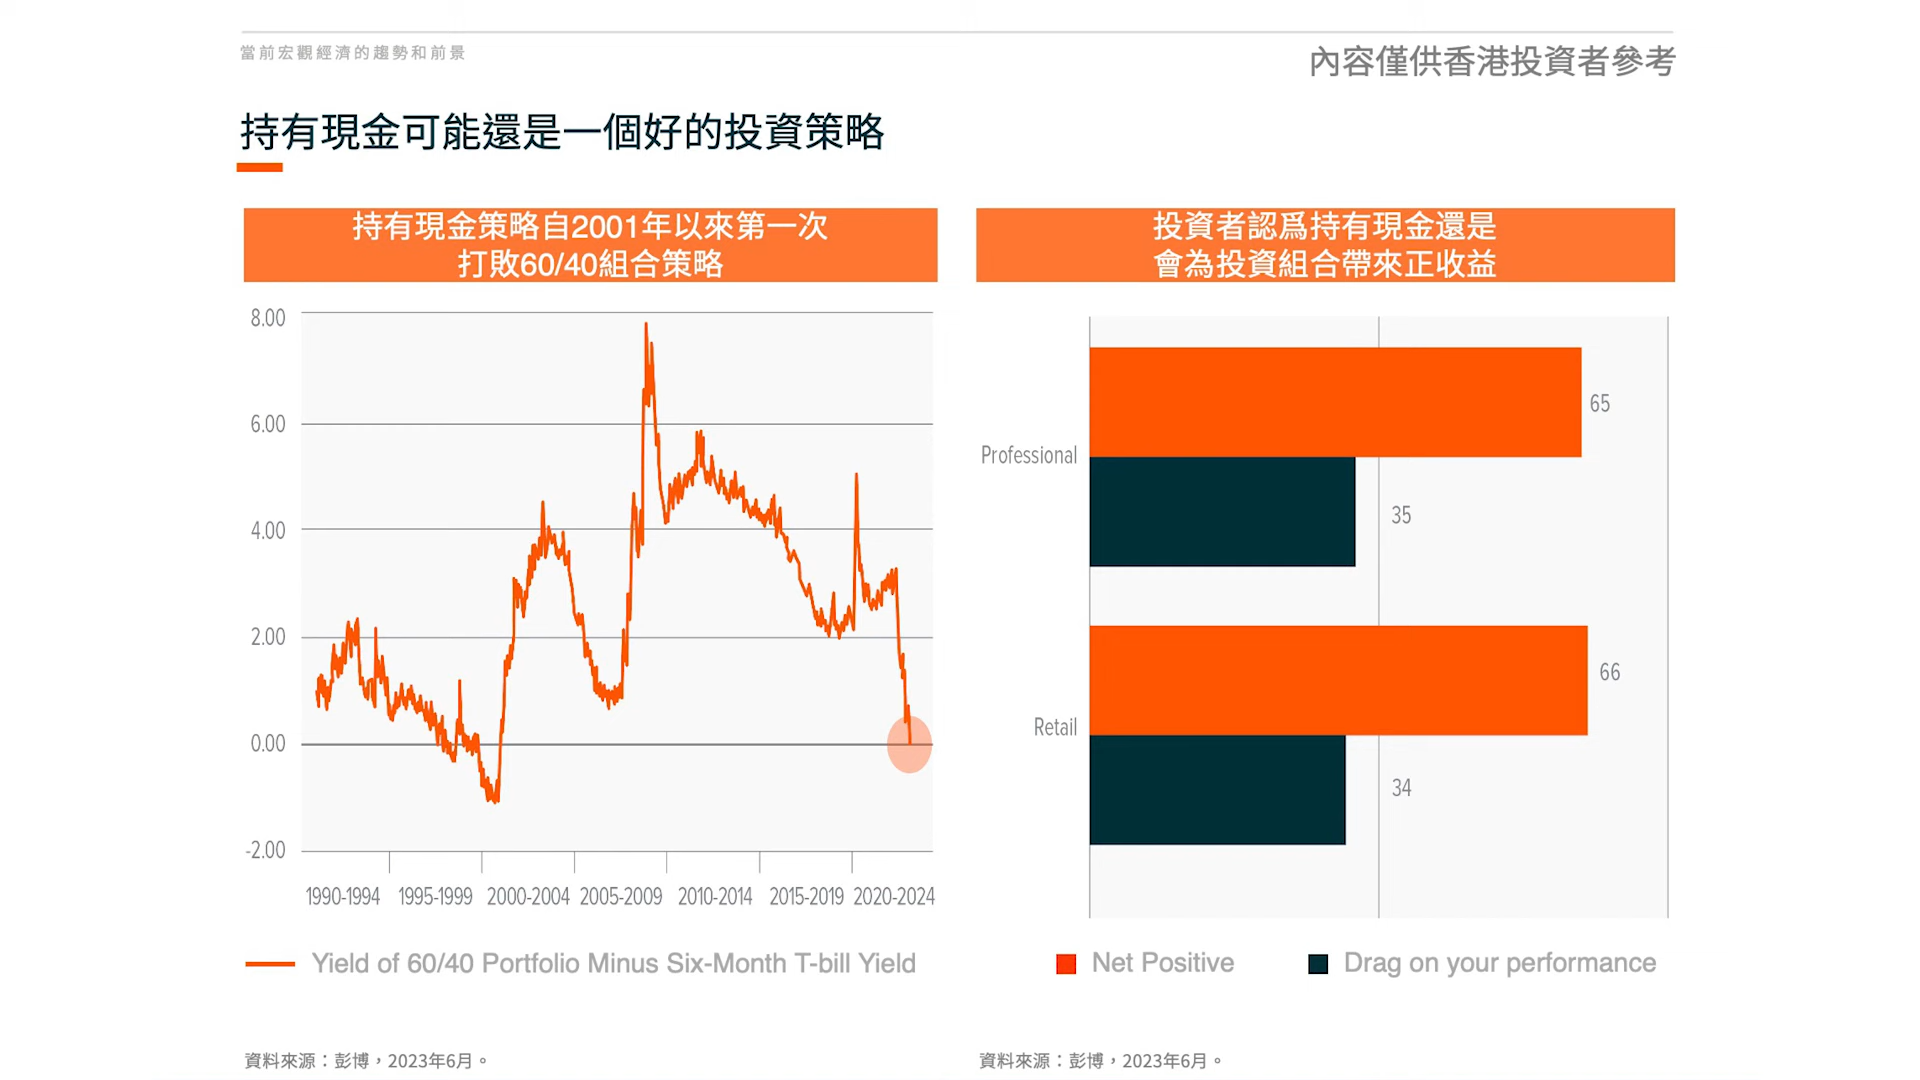 當前宏觀經濟的趨勢和前景
內容僅供香港投資者參考
持有現金可能還是一個好的投資策略
持有現金策略自2001年以來第一次
打敗60/40組合策略
8.00
6.00
4.00
2.00
0.00
-2.00
1990-1994 1995-1999 2000-2004 2005-2009 2010-2014 2015-2019 2020-2024
Yield of 60/40 Portfolio Minus Six-Month T-bill Yield
資料來源：彭博，2023年6月。
投資者認爲持有現金還是
會為投資組合帶來正收益
65
Professional
35
66
Retail
34
Net Positive
Drag on your performance
資料來源：彭博，2023年6月。